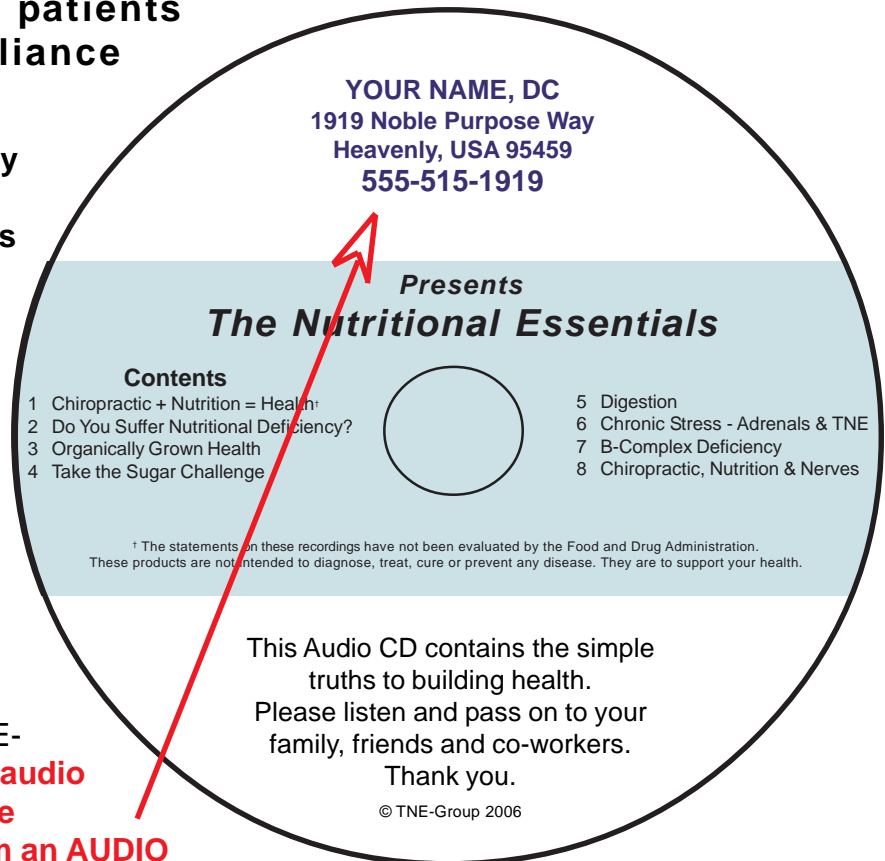 patients
liance
y
s
YOUR NAME, DC
1919 Noble Purpose Way
Heavenly, USA 95459
555-515-1919
Presents
The Nutritional Essentials
Contents
1 Chiropractic + Nutrition = Health†
2 Do You Suffer Nutritional Deficiency?
3 Organically Grown Health
4 Take the Sugar Challenge
5 Digestion
6 Chronic Stress - Adrenals & TNE
7 B-Complex Deficiency
8 Chiropractic, Nutrition & Nerves
† The statements on these recordings have not been evaluated by the Food and Drug Administration.
These products are not intended to diagnose, treat, cure or prevent any disease. They are to support your health.
This Audio CD contains the simple
truths to building health.
Please listen and pass on to your
family, friends and co-workers.
Thank you.
© TNE-Group 2006
E-
audio
e
an AUDIO